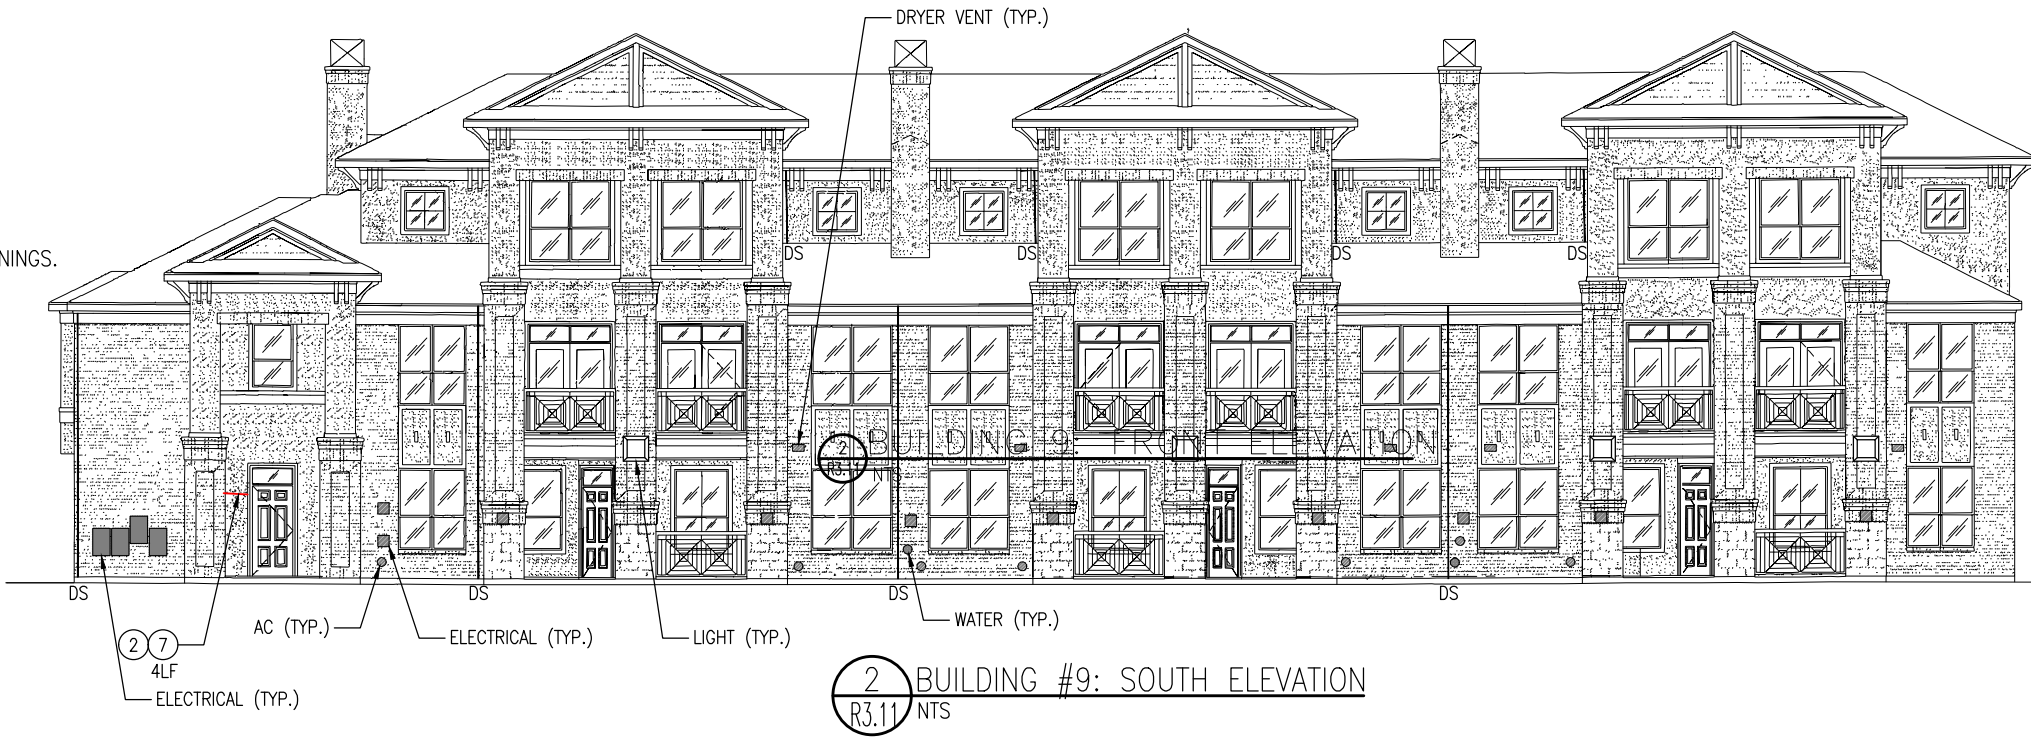 DRYER VENT (TYP.)
NINGS.
DS
DS
DS
DS
2
R3.11
BUILDING 9: FRONT ELEVATION
NTS
DS
DS
DS
DS
2
7
4LF
AC (TYP.)
ELECTRICAL (TYP.)
LIGHT (TYP.)
WATER (TYP.)
ELECTRICAL (TYP.)
2
R3.11
BUILDING #9: SOUTH ELEVATION
NTS